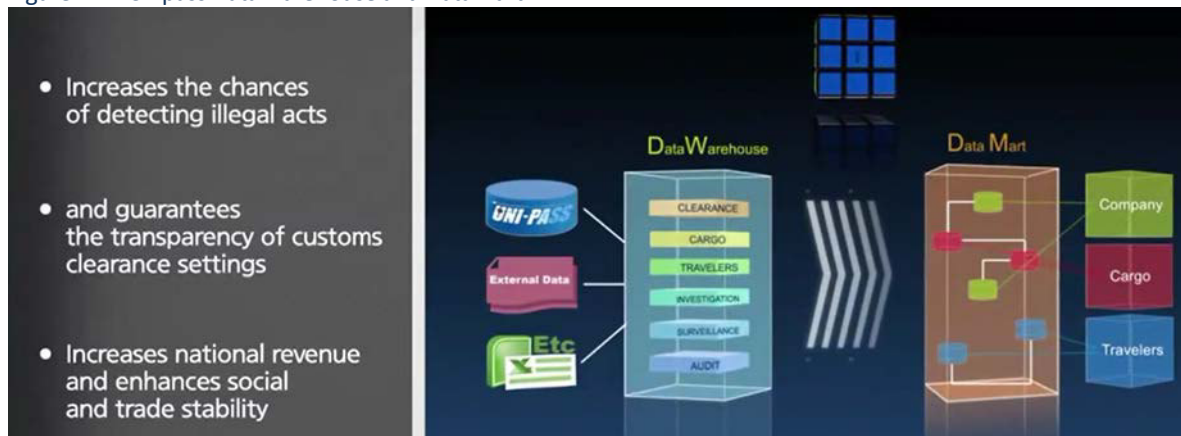 • Increases the chances
of detecting illegal acts
• and guarantees
the transparency of customs
clearance settings
• Increases national revenue
and enhances social
and trade stability
DataWarehouse
Data Mart
UNI-PASS
External Data
Etc
CLEARANCE
CARGO
TRAVELERS
INVESTIGATION
SURVEILLANCE
AUDIT
Company
Cargo
Travelers